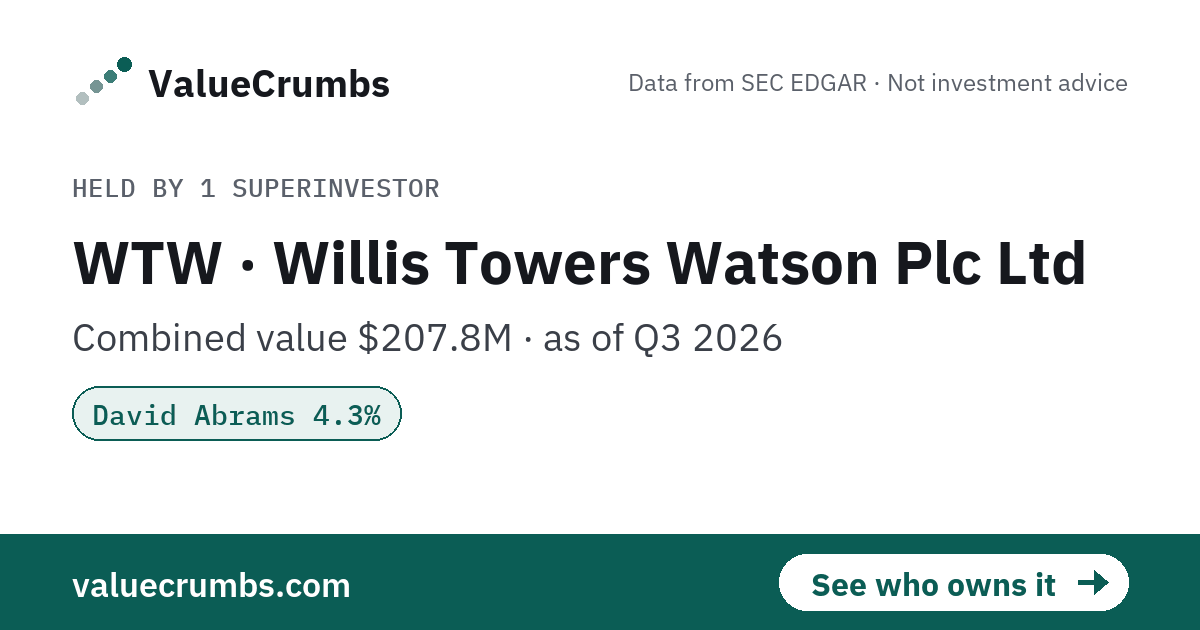 ValueCrumbs
Data from SEC EDGAR · Not investment advice
HELD BY 1 SUPERINVESTOR
WTW · Willis Towers Watson Plc Ltd
Combined value $207.8M · as of Q3 2026
David Abrams 4.3%
valuecrumbs.com
See who owns it →